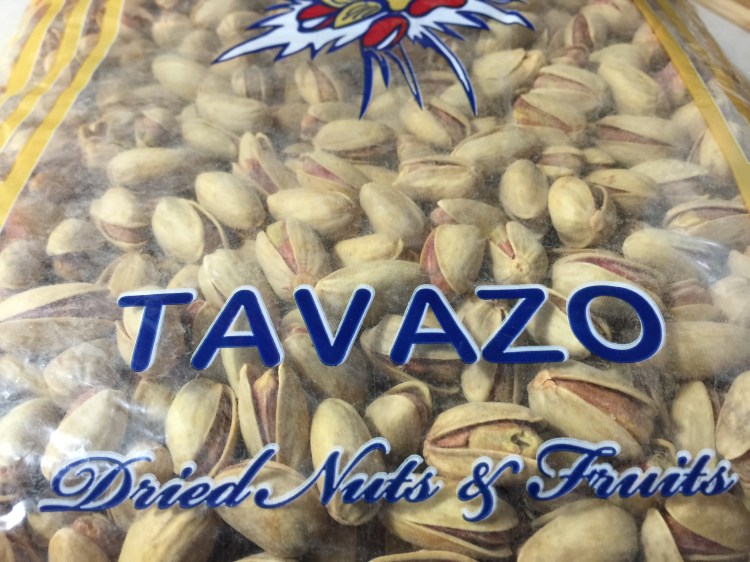 TAVAZO
Dried Nuts & Fruits